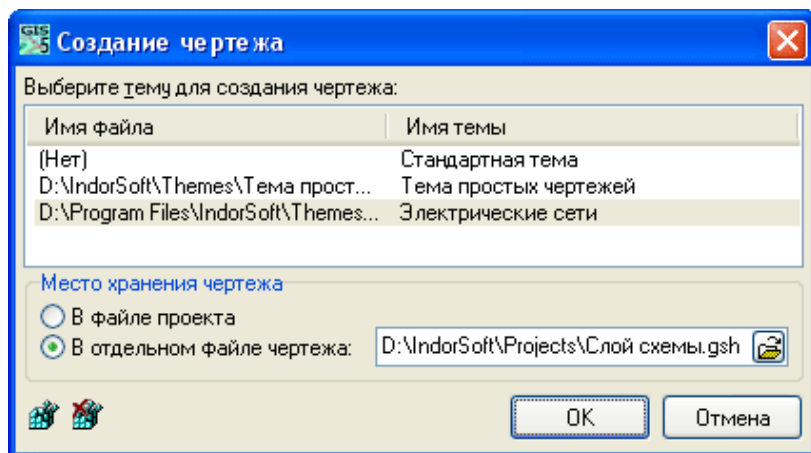 GIS 5 Создание чертежа
Выберите тему для создания чертежа:
Имя файла Имя темы
(Нет) Стандартная тема
D:\IndorSoft\Themes\Тема прост... Тема простых чертежей
D:\Program Files\IndorSoft\Themes... Электрические сети
Место хранения чертежа
В файле проекта
В отдельном файле чертежа: D:\IndorSoft\Projects\Слой схемы.gsh
OK Отмена